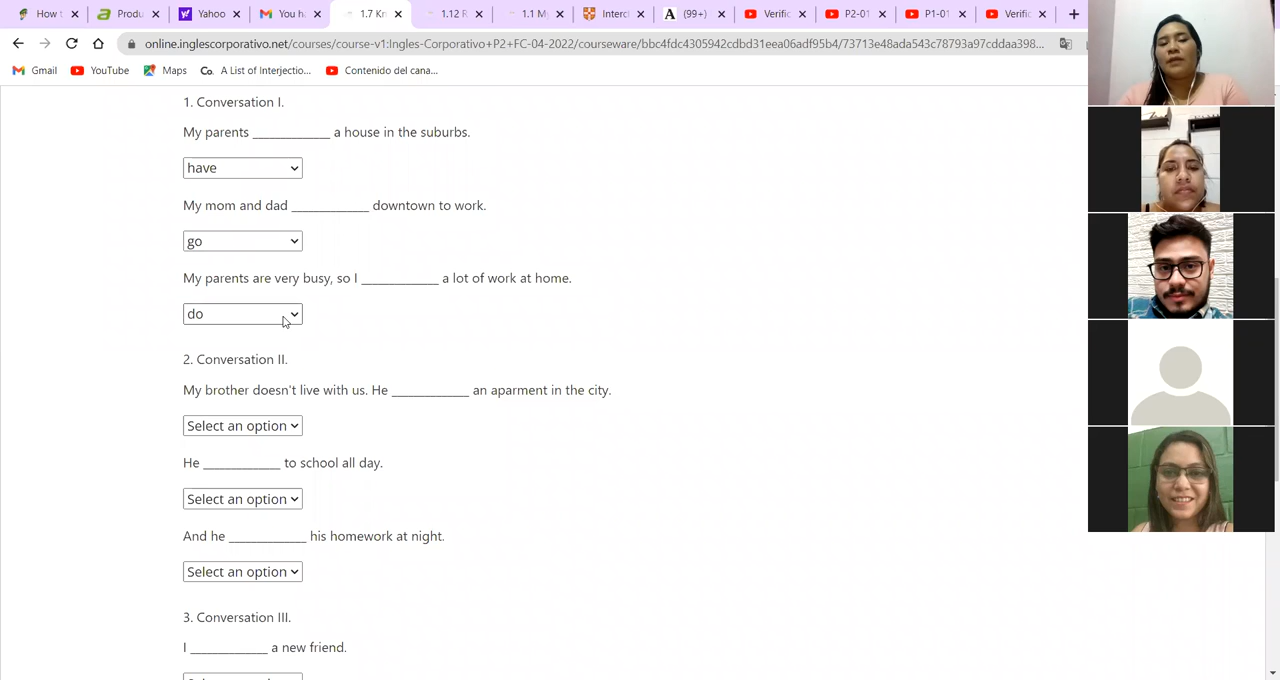 How t
Produ
Yahoo
You h
1.7 Kn
1.12 R
1.1 My
Interc
(99+)
Verific
P2-01
P1-01
Verific
online.inglescorporativo.net/courses/course-v1:Ingles-Corporativo+P2+FC-04-2022/courseware/bbc4fdc4305942cdbd31eea06adf95b4/73713e48ada543c78793a97cddaa398...
Gmail
YouTube
Maps
Co. A List of Interjectio...
Contenido del cana...
1. Conversation I.
My parents ____________ a house in the suburbs.
have
My mom and dad ____________ downtown to work.
go
My parents are very busy, so I ____________ a lot of work at home.
do
2. Conversation II.
My brother doesn't live with us. He ____________ an aparment in the city.
Select an option
He ____________ to school all day.
Select an option
And he ____________ his homework at night.
Select an option
3. Conversation III.
I ____________ a new friend.